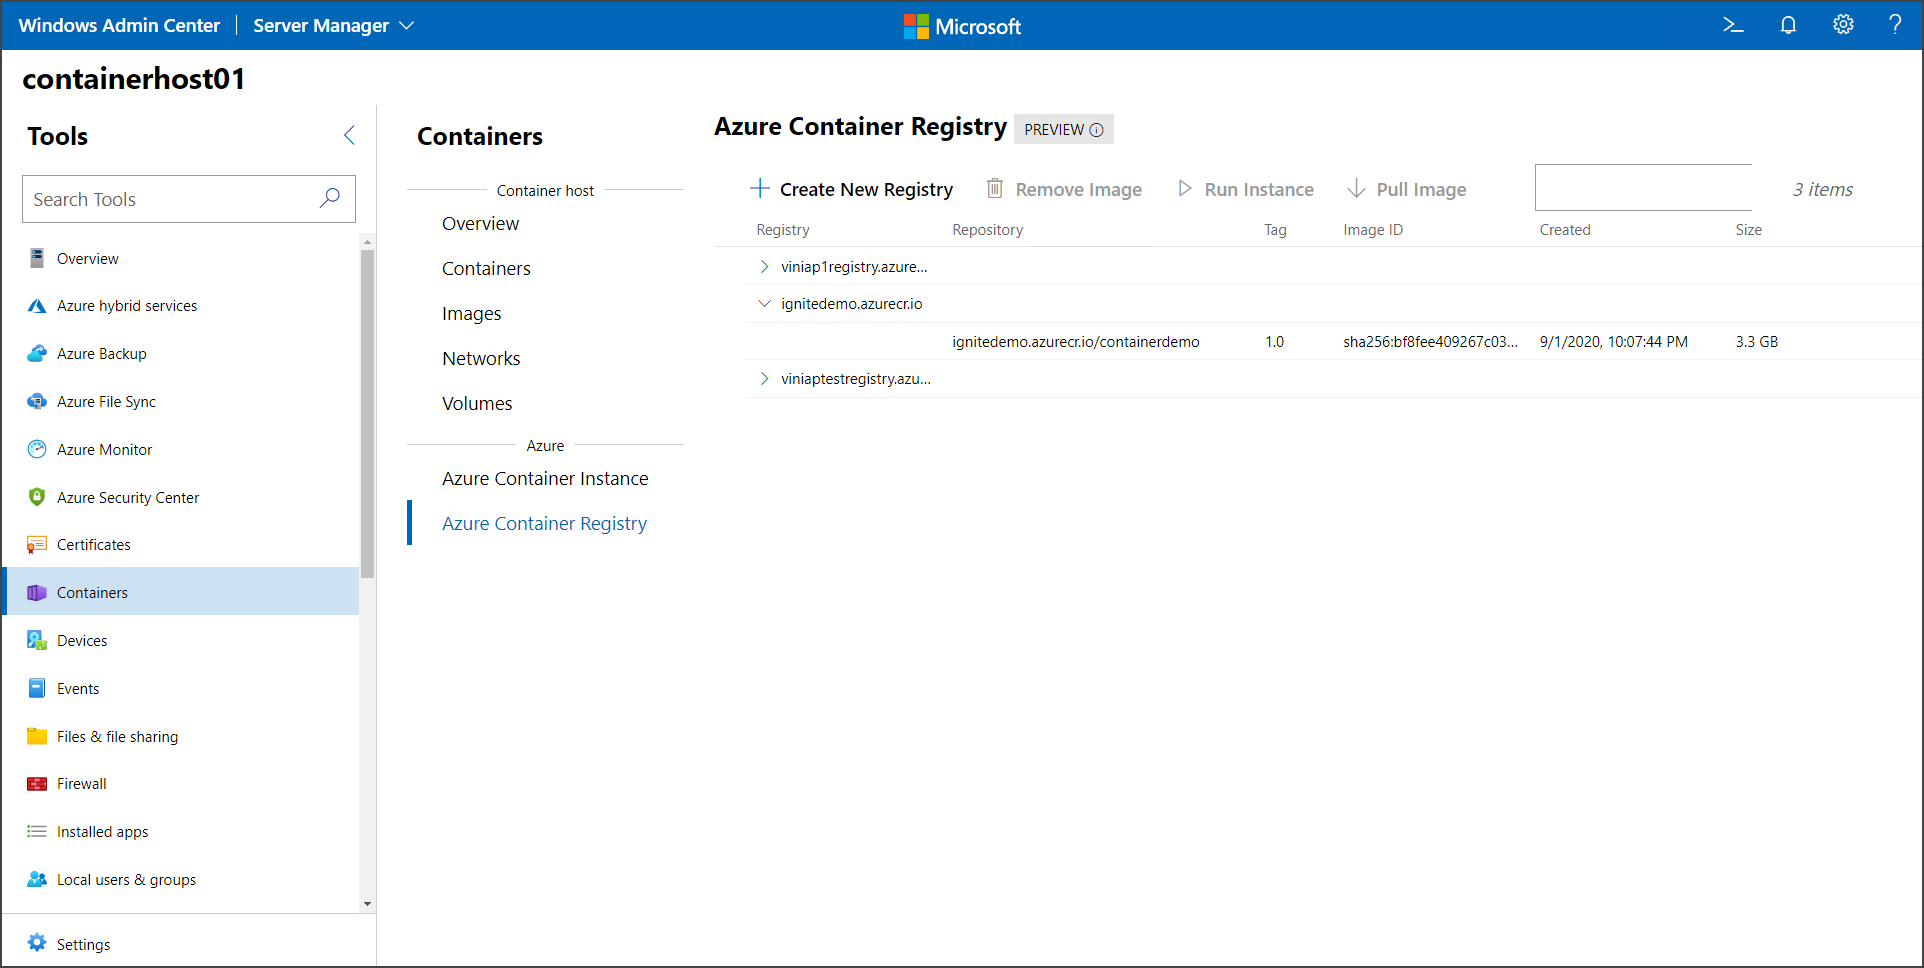 Windows Admin Center
Server Manager
Microsoft
containerhost01
Tools
Search Tools
Overview
Azure hybrid services
Azure Backup
Azure File Sync
Azure Monitor
Azure Security Center
Certificates
Containers
Devices
Events
Files & file sharing
Firewall
Installed apps
Local users & groups
Settings
Containers
Container host
Overview
Containers
Images
Networks
Volumes
Azure
Azure Container Instance
Azure Container Registry
Azure Container Registry PREVIEW
Create New Registry Remove Image Run Instance Pull Image 3 items
Registry Repository Tag Image ID Created Size
viniap1registry.azure...
ignitedemo.azurecr.io
ignitedemo.azurecr.io/containerdemo 1.0 sha256:bf8fee409267c03... 9/1/2020, 10:07:44 PM 3.3 GB
viniaptestregistry.azu...